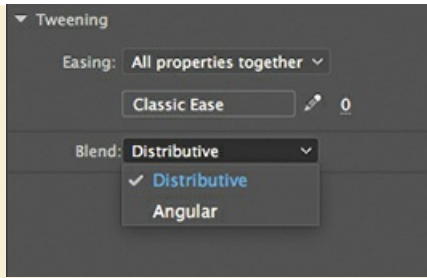 Tweening
Easing: All properties together
Classic Ease 0
Blend: Distributive
Distributive
Angular